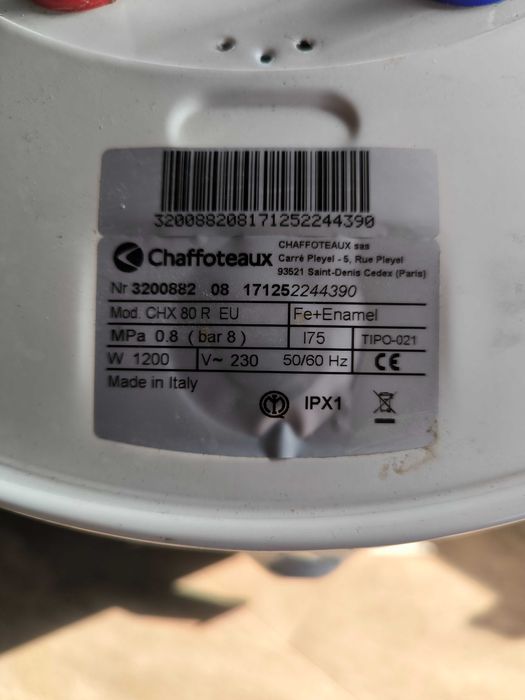 320088208171252244390
Chaffoteaux
CHAFFOTEAUX sas
Carré Pleyel - 5, Rue Pleyel
93521 Saint-Denis Cedex (Paris)
Nr 3200882 08 171252244390
Mod. CHX 80 R EU Fe+Enamel
MPa 0.8 ( bar 8 ) l75 TIPO-021
W 1200 V~ 230 50/60 Hz CE
Made in Italy
IPX1